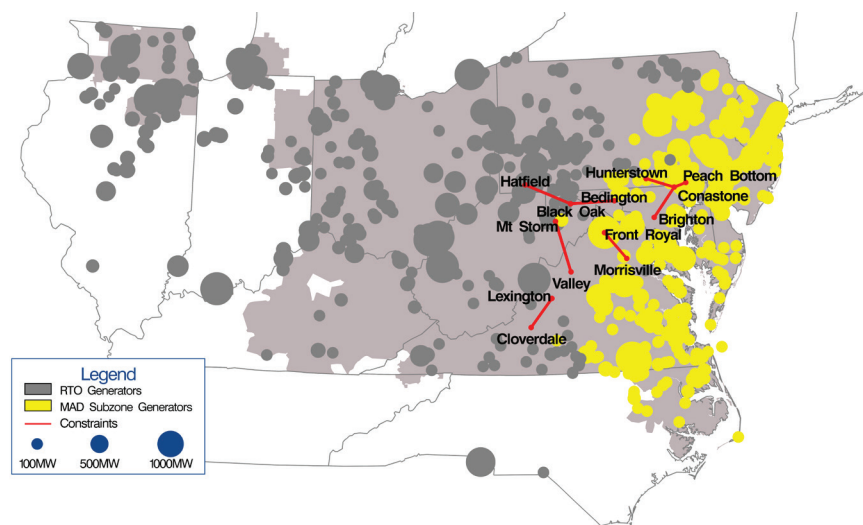 Hunterstown
Peach Bottom
Hatfield
Bedington
Conastone
Black Oak
Brighton
Mt Storm
Front Royal
Morrisville
Valley
Lexington
Cloverdale
Legend
RTO Generators
MAD Subzone Generators
Constraints
100MW 500MW 1000MW